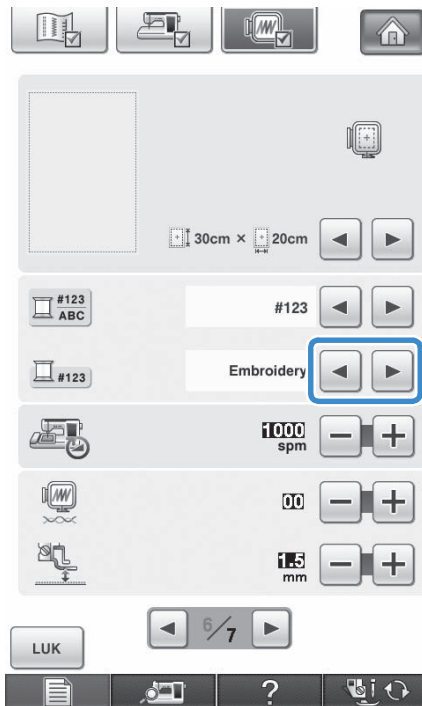 30cm × 20cm
#123
ABC
#123
#123
Embroidery
1000
spm
00
1.5
mm
6/7
LUK
?